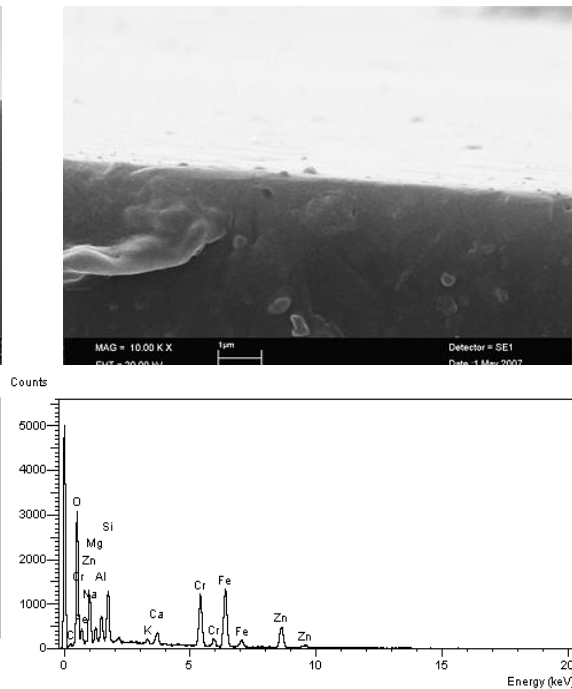 MAG = 10.00 K X
1µm
Detector = SE1
Date :1 May 2007
Counts
5000
4000
3000
2000
1000
0
O
Si
Mg
Zn
Cr
Al
Na
C
K
Ca
Cr
Cr
Fe
Fe
Zn
Zn
0
5
10
15
20
Energy (keV)